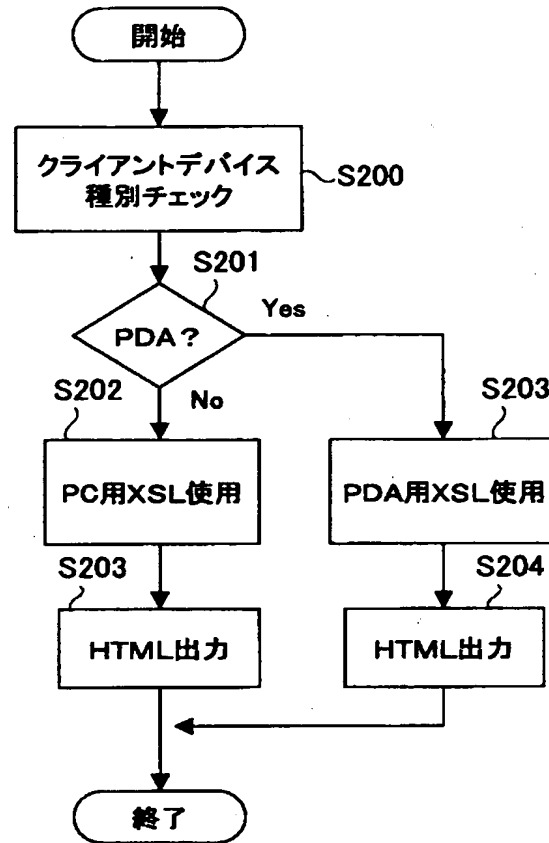 開始
クライアントデバイス
種別チェック
S200
S201
PDA？
Yes
No
S202
PC用XSL使用
S203
PDA用XSL使用
S203
HTML出力
S204
HTML出力
終了